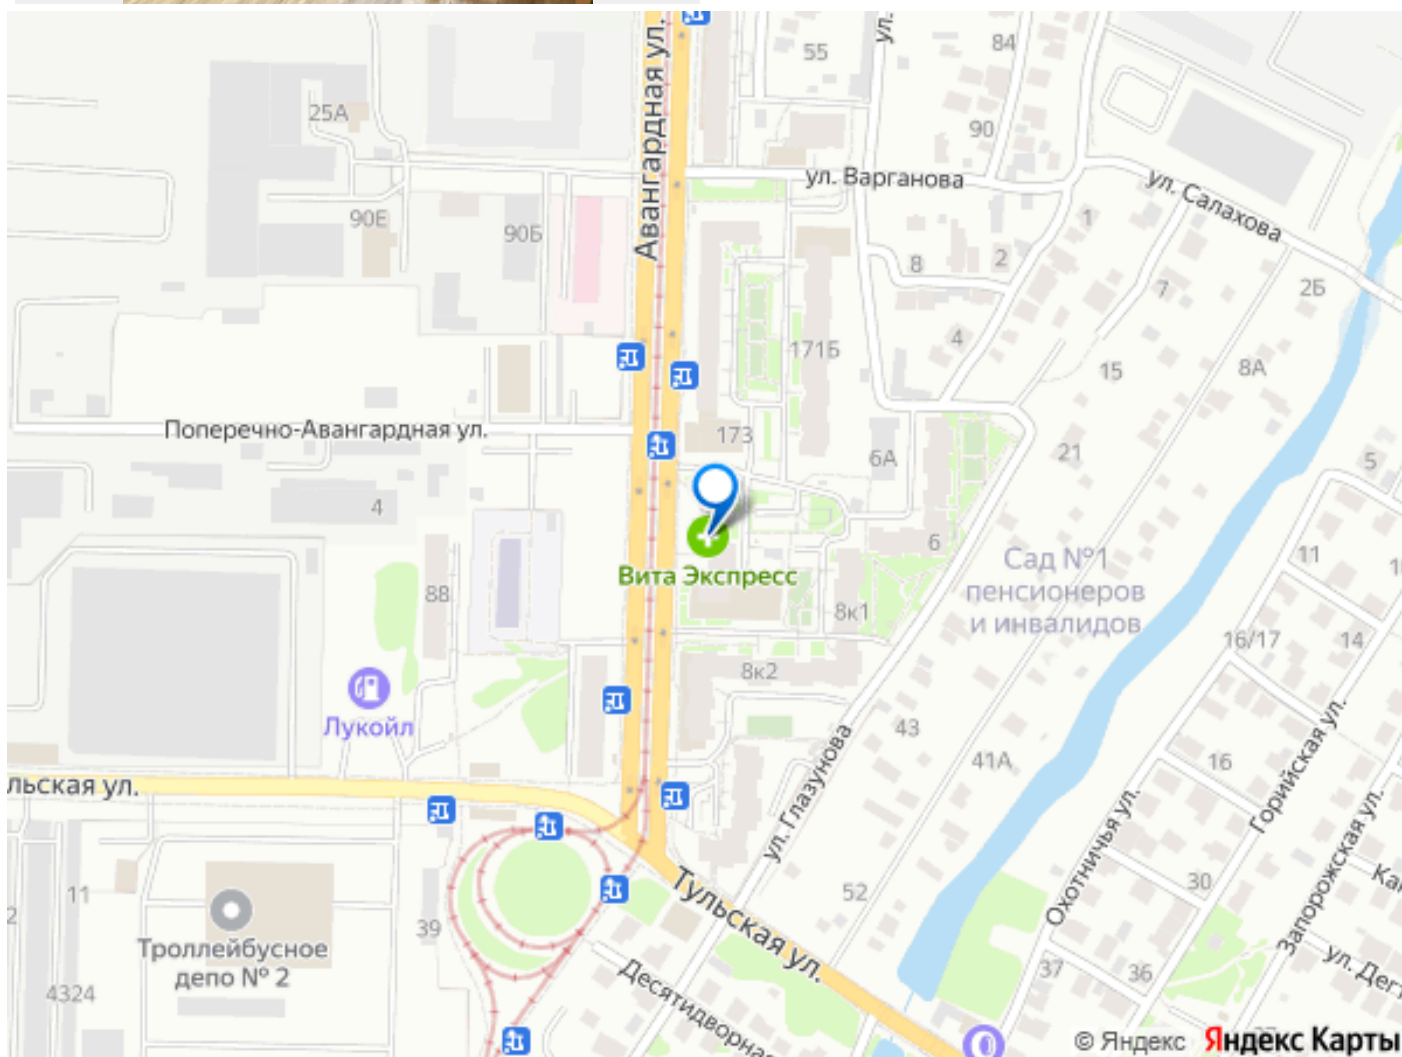 Авангардная ул.
ул.
55
84
25А
90
ул. Варганова
ул. Салахова
90Е
90Б
1
8
2
7
2Б
4
171Б
15
8А
Поперечно-Авангардная ул.
173
6А
21
5
4
6
Сад №1
пенсионеров
и инвалидов
11
Вита Экспресс
88
8к1
16/17
14
8к2
Лукойл
43
41А
16
ул. Глазунова
Горийская ул.
льская ул.
Охотничья ул.
Запорожская ул.
11
2
39
52
30
Тульская ул.
Троллейбусное
депо № 2
4324
Десятидворная
37
36
ул. Дегт
© Яндекс Яндекс Карты